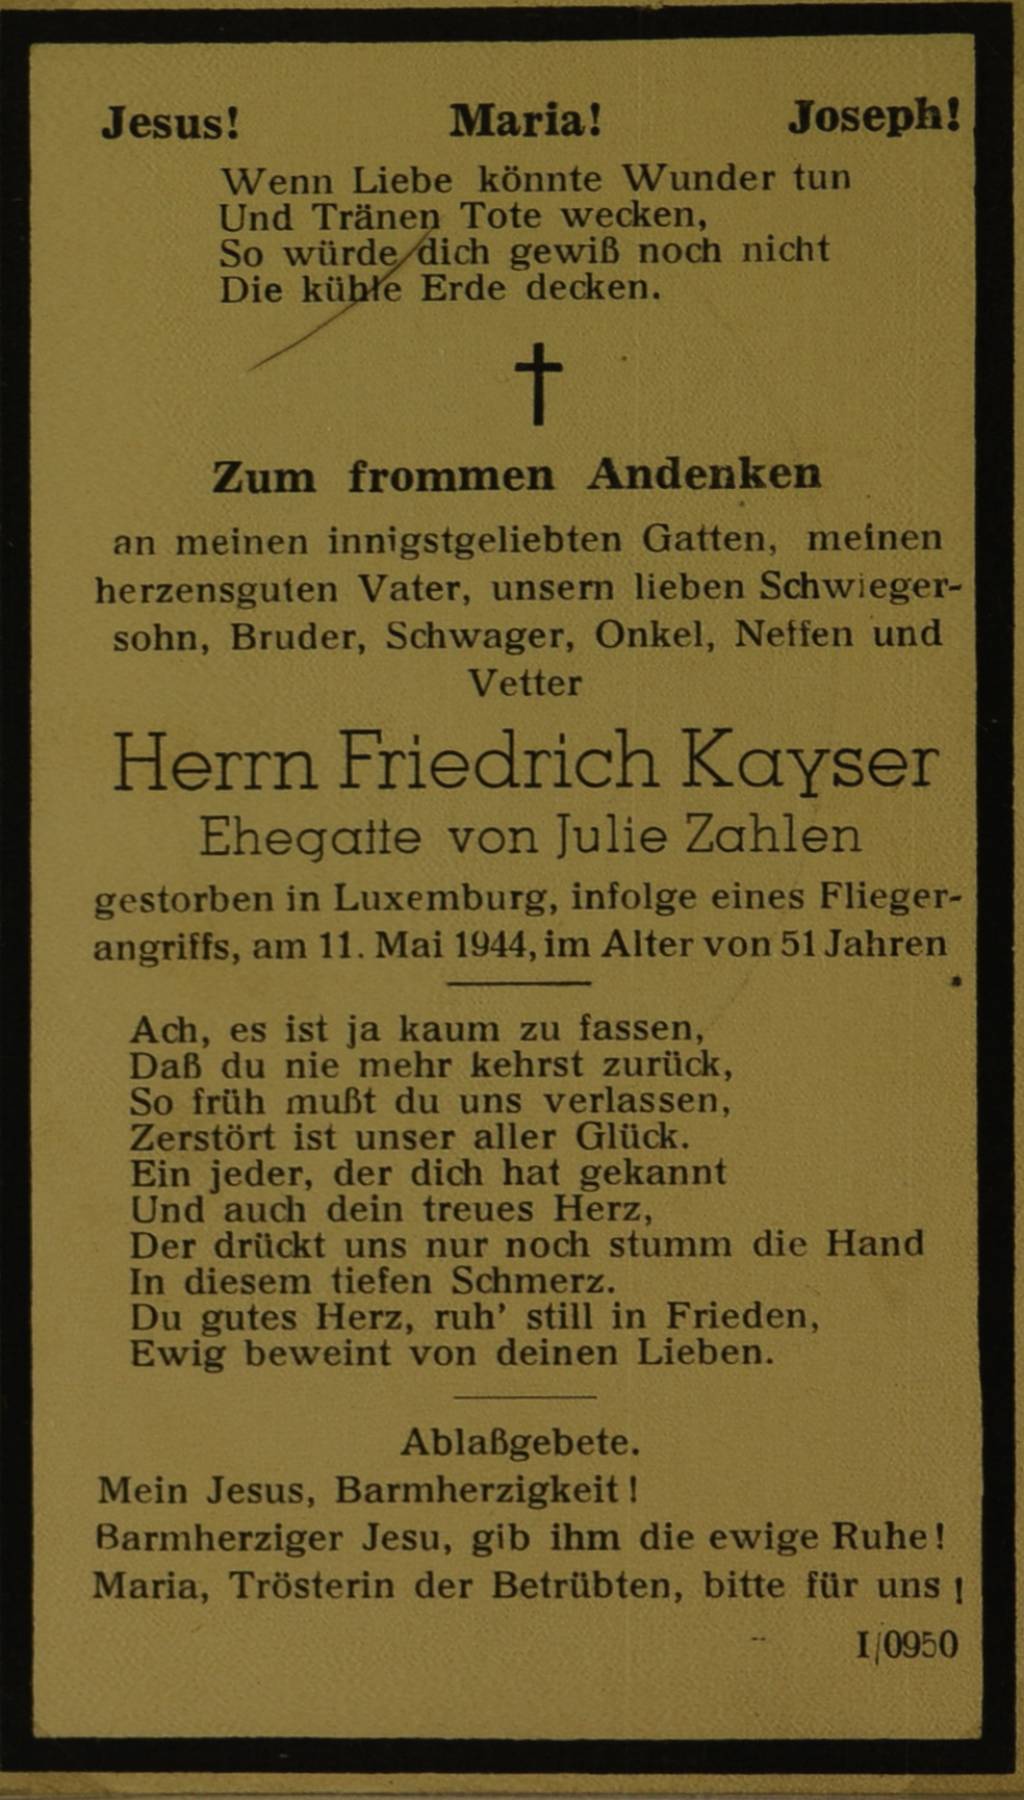 Jesus! Maria! Joseph!
Wenn Liebe könnte Wunder tun
Und Tränen Tote wecken,
So würde dich gewiß noch nicht
Die kühle Erde decken.
Zum frommen Andenken
an meinen innigstgeliebten Gatten, meinen
herzensguten Vater, unsern lieben Schwieger-
sohn, Bruder, Schwager, Onkel, Neffen und
Vetter
Herrn Friedrich Kayser
Ehegatte von Julie Zahlen
gestorben in Luxemburg, infolge eines Flieger-
angriffs, am 11. Mai 1944, im Alter von 51 Jahren
Ach, es ist ja kaum zu fassen,
Daß du nie mehr kehrst zurück,
So früh mußt du uns verlassen,
Zerstört ist unser aller Glück.
Ein jeder, der dich hat gekannt
Und auch dein treues Herz,
Der drückt uns nur noch stumm die Hand
In diesem tiefen Schmerz.
Du gutes Herz, ruh' still in Frieden,
Ewig beweint von deinen Lieben.
Ablaßgebete.
Mein Jesus, Barmherzigkeit!
Barmherziger Jesu, gib ihm die ewige Ruhe!
Maria, Trösterin der Betrübten, bitte für uns!
I/0950